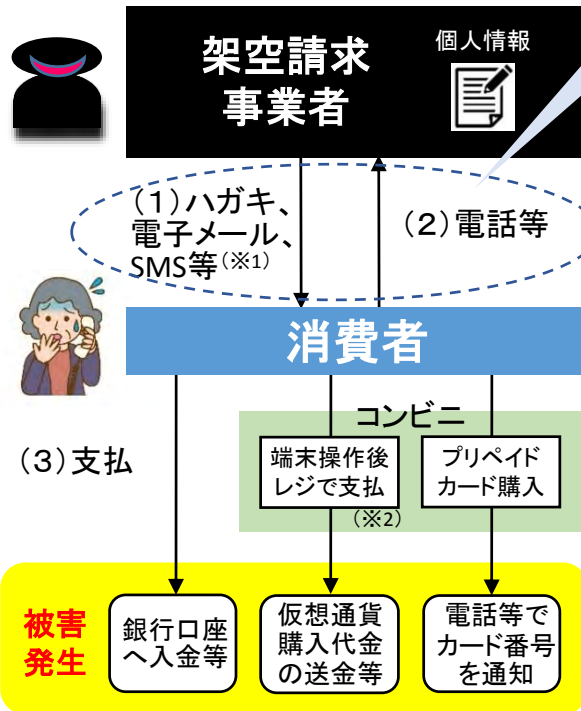 架空請求
事業者
個人情報
(1)ハガキ、
電子メール、
SMS等(※1)
(2)電話等
消費者
(3)支払
コンビニ
端末操作後
レジで支払
(※2)
プリペイド
カード購入
被害
発生
銀行口座
へ入金等
仮想通貨
購入代金
の送金等
電話等で
カード番号
を通知